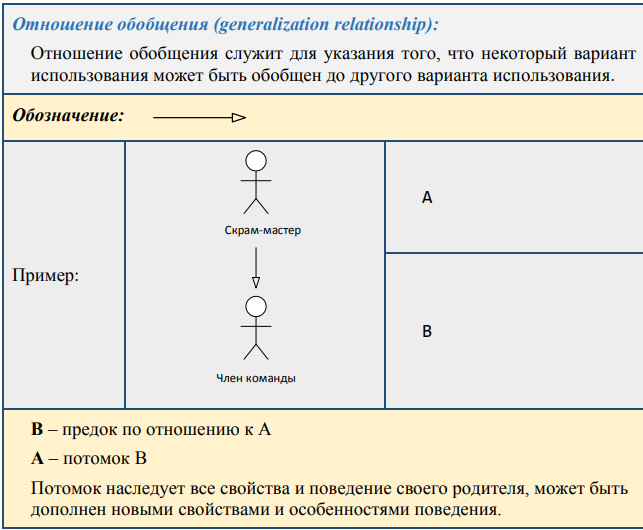 Отношение обобщения (generalization relationship):
Отношение обобщения служит для указания того, что некоторый вариант
использования может быть обобщен до другого варианта использования.
Обозначение:
Пример:
Скрам-мастер
Член команды
A
B
B – предок по отношению к A
A – потомок B
Потомок наследует все свойства и поведение своего родителя, может быть
дополнен новыми свойствами и особенностями поведения.